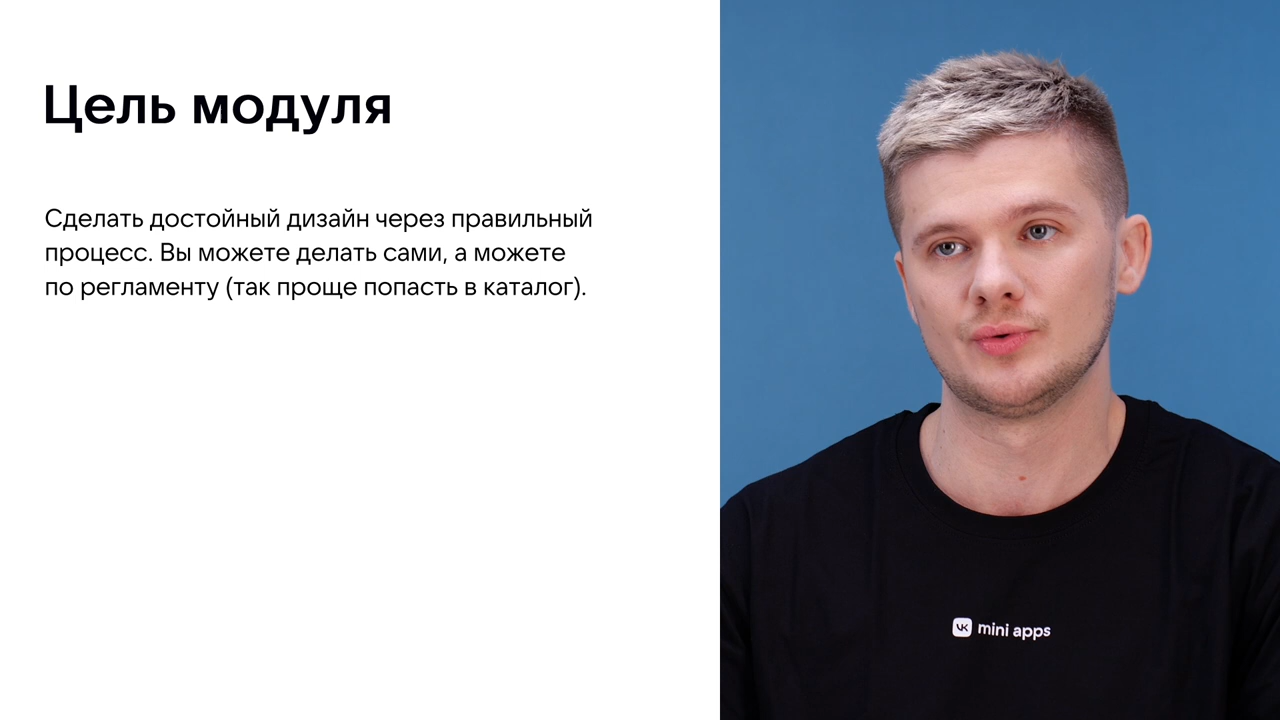 Цель модуля
Сделать достойный дизайн через правильный
процесс. Вы можете делать сами, а можете
по регламенту (так проще попасть в каталог).
VK mini apps